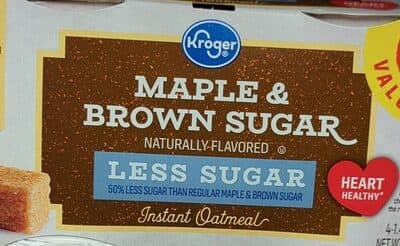 Kroger
MAPLE &
BROWN SUGAR
NATURALLY-FLAVORED
LESS SUGAR
50% LESS SUGAR THAN REGULAR MAPLE & BROWN SUGAR
HEART
HEALTHY*
Instant Oatmeal